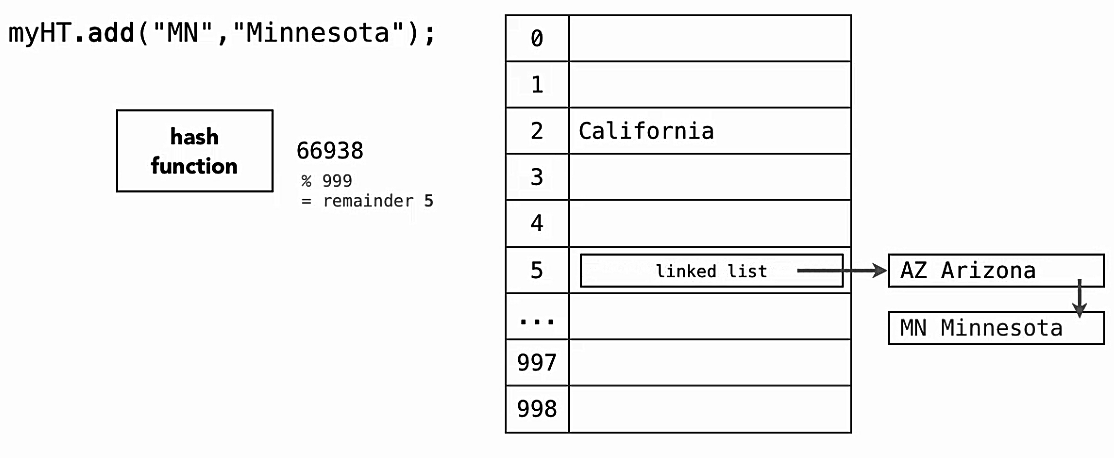 myHT.add("MN","Minnesota");
hash
function
66938
% 999
= remainder 5
0
1
2 California
3
4
5 linked list
AZ Arizona
MN Minnesota
...
997
998